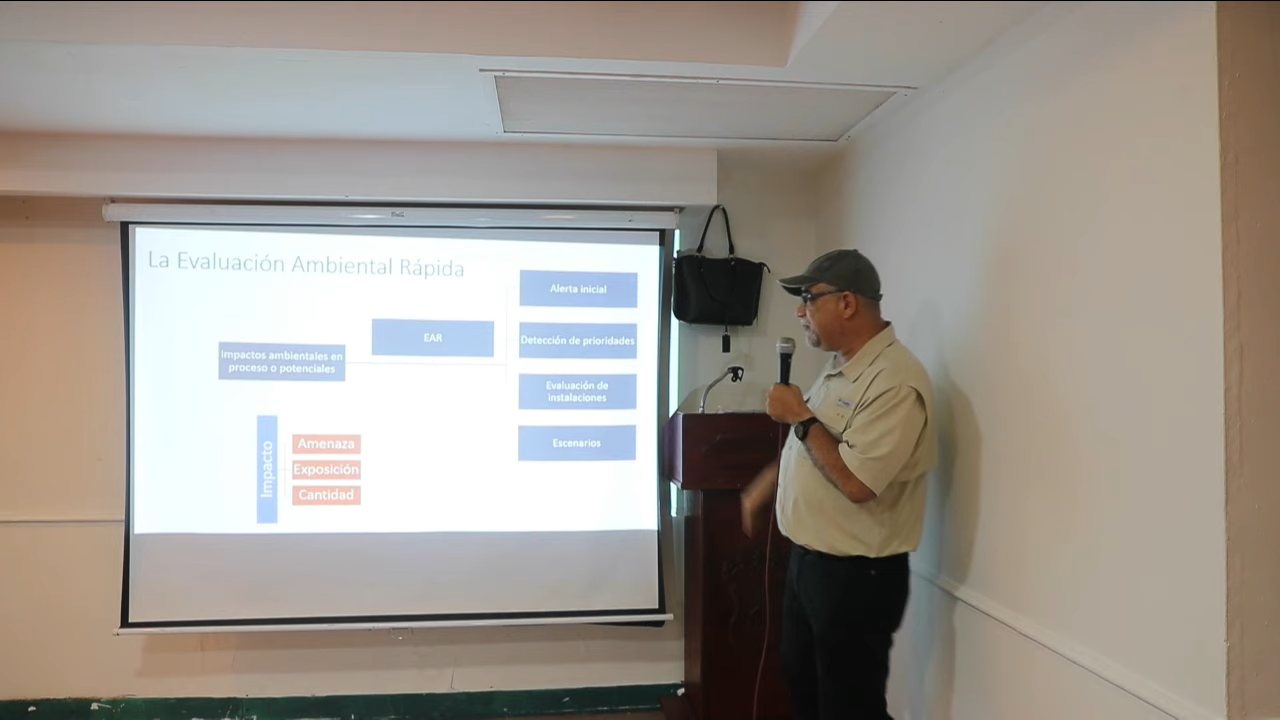 La Evaluación Ambiental Rápida
Impactos ambientales en
proceso o potenciales
EAR
Alerta inicial
Detección de prioridades
Evaluación de
instalaciones
Escenarios
Impacto
Amenaza
Exposición
Cantidad